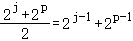 (2^j + 2^p)/2 = 2^{j-1} + 2^{p-1}